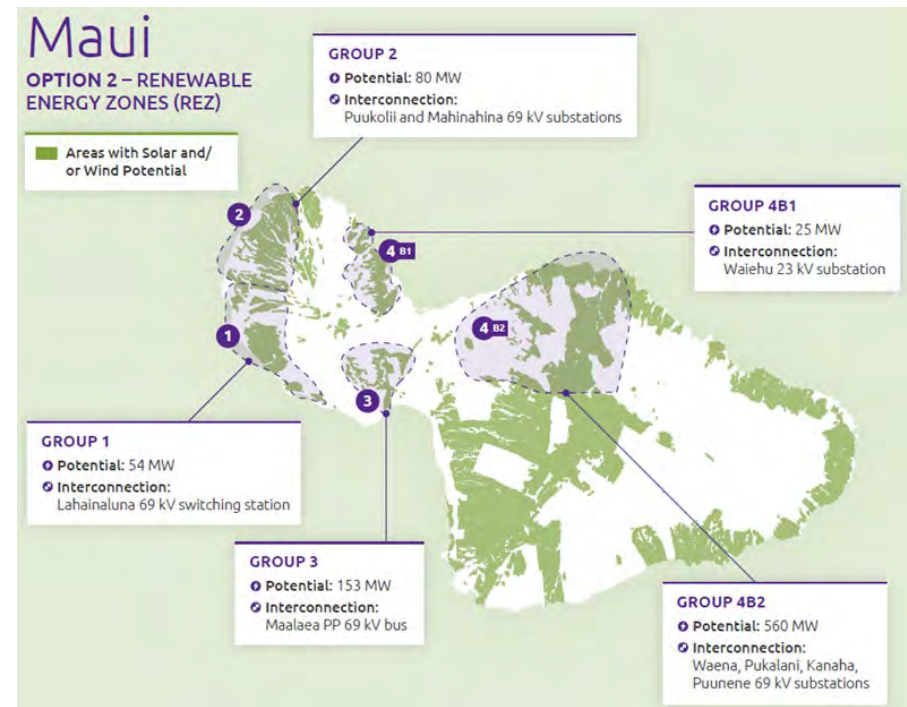 Maui
OPTION 2 – RENEWABLE
ENERGY ZONES (REZ)
Areas with Solar and/
or Wind Potential
GROUP 2
Potential: 80 MW
Interconnection:
Puukolii and Mahinahina 69 kV substations
GROUP 4B1
Potential: 25 MW
Interconnection:
Waiehu 23 kV substation
2
4 B1
4 B2
1
3
GROUP 1
Potential: 54 MW
Interconnection:
Lahainaluna 69 kV switching station
GROUP 3
Potential: 153 MW
Interconnection:
Maalaea PP 69 kV bus
GROUP 4B2
Potential: 560 MW
Interconnection:
Waena, Pukalani, Kanaha,
Puunene 69 kV substations